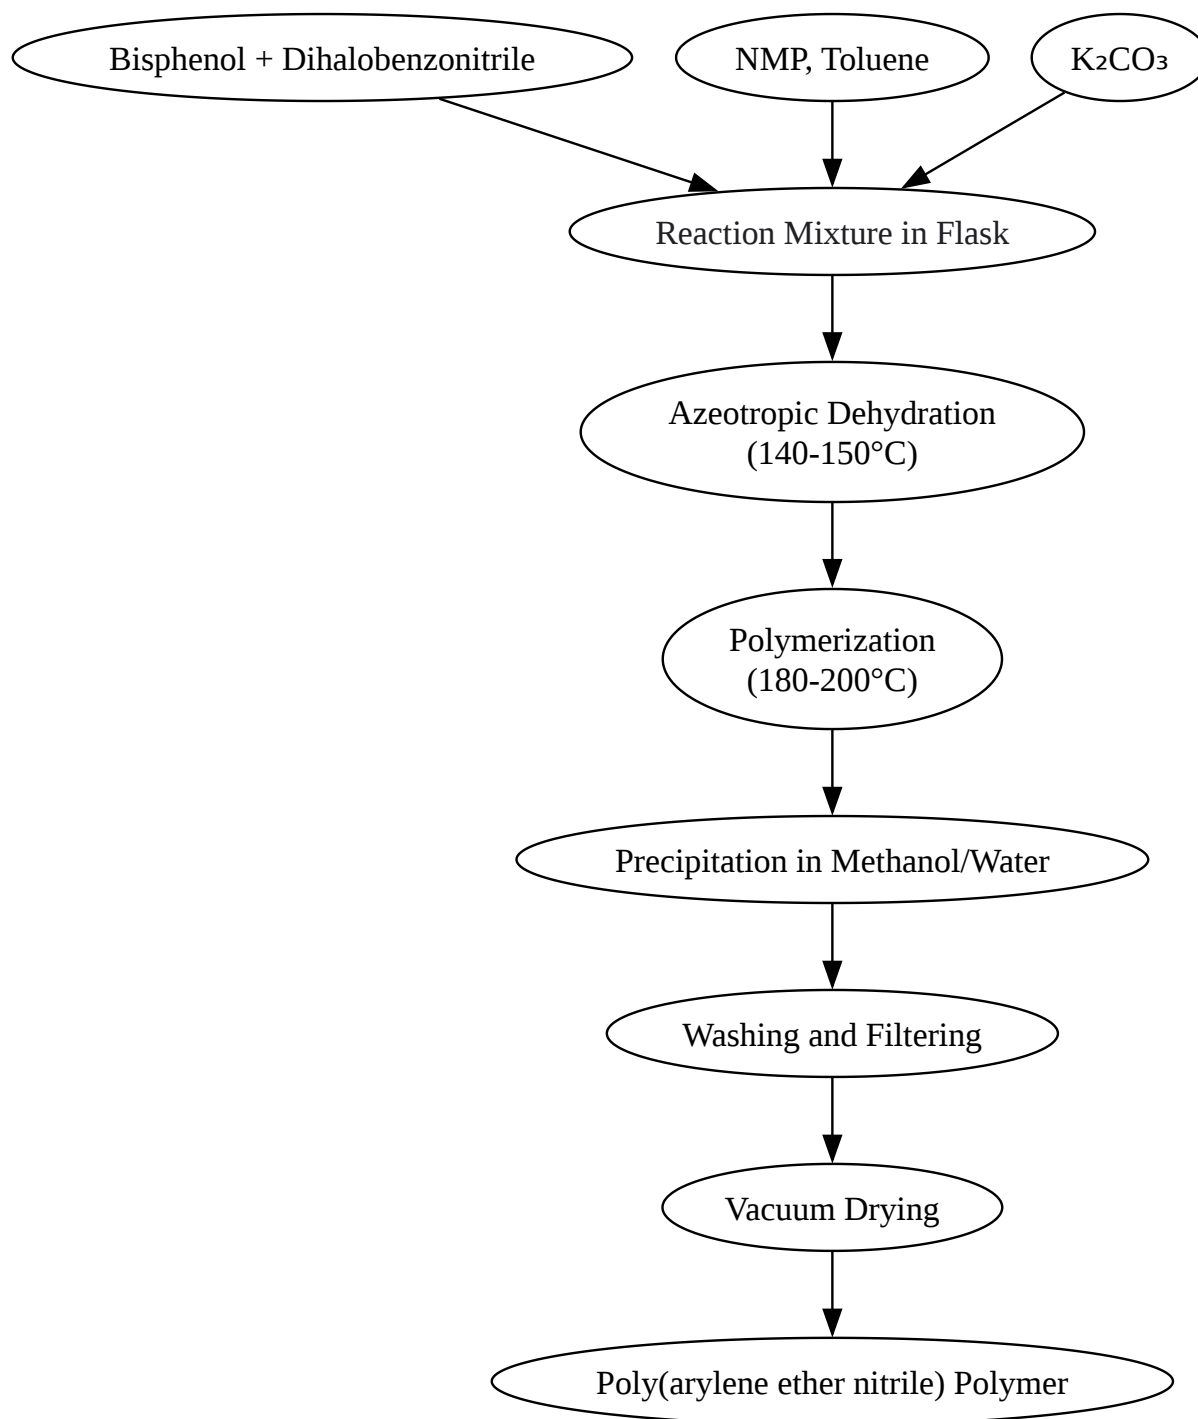 Bisphenol + Dihalobenzonitrile
NMP, Toluene
K₂CO₃
Reaction Mixture in Flask
Azeotropic Dehydration
(140-150°C)
Polymerization
(180-200°C)
Precipitation in Methanol/Water
Washing and Filtering
Vacuum Drying
Poly(arylene ether nitrile) Polymer